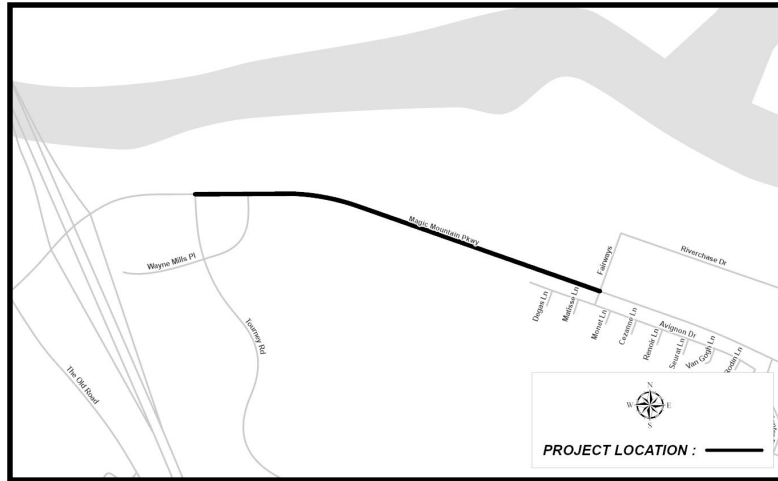 Magic Mountain Pkwy
Wayne Mills Pl
Tourney Rd
The Old Road
Fairways
Riverchase Dr
Degas Ln
Matisse Ln
Monet Ln
Cezanne Ln
Renoir Ln
Seurat Ln
Van Gogh Ln
Rodin Ln
Avignon Dr
N
W E
S
PROJECT LOCATION :